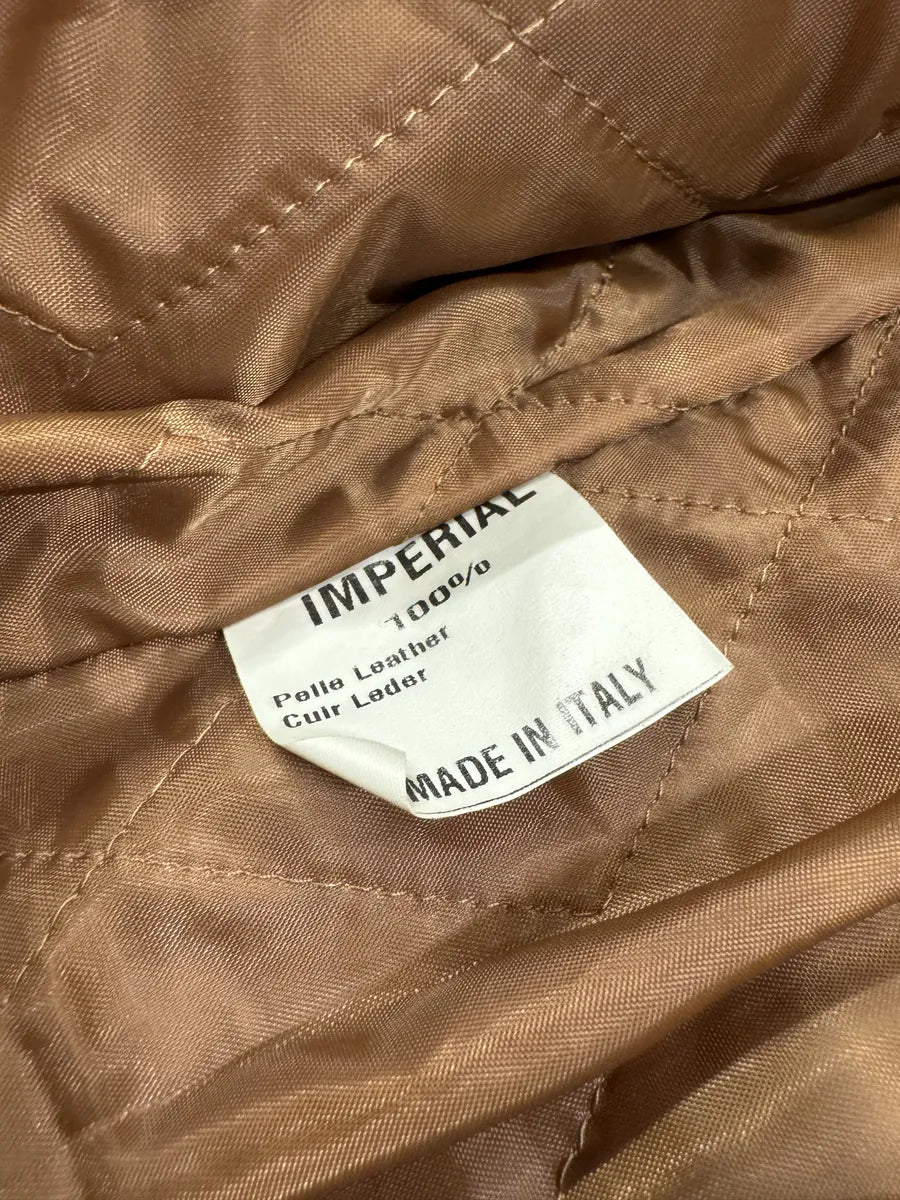 IMPERIAL
100%
Pelle Leather
Cuir Leder
MADE IN ITALY